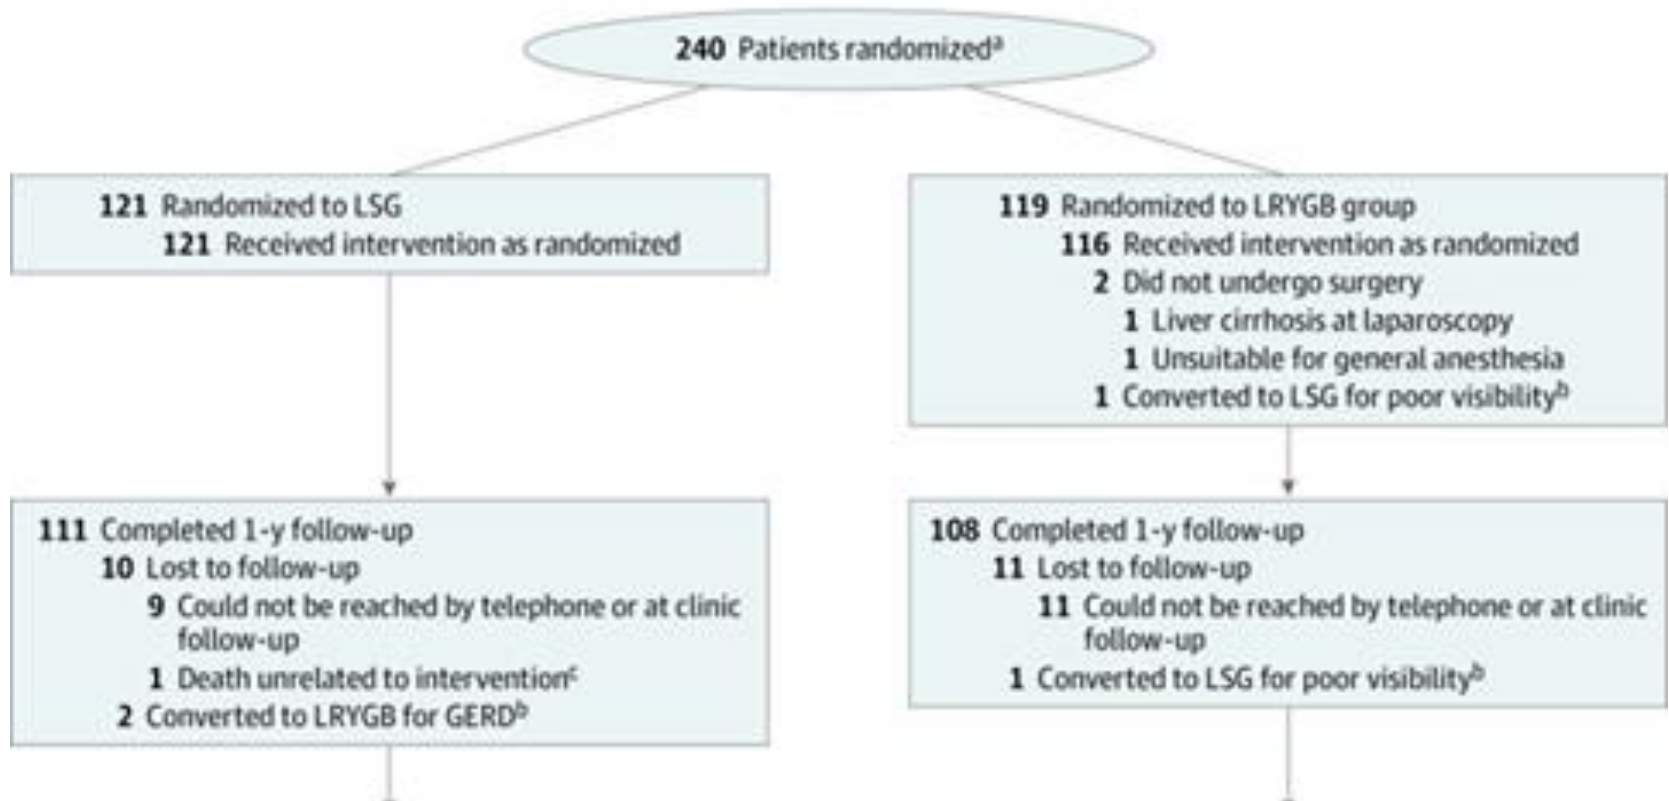 240 Patients randomizedᵃ
121 Randomized to LSG
121 Received intervention as randomized
119 Randomized to LRYGB group
116 Received intervention as randomized
2 Did not undergo surgery
1 Liver cirrhosis at laparoscopy
1 Unsuitable for general anesthesia
1 Converted to LSG for poor visibilityᵇ
111 Completed 1-y follow-up
10 Lost to follow-up
9 Could not be reached by telephone or at clinic
follow-up
1 Death unrelated to interventionᶜ
2 Converted to LRYGB for GERDᵇ
108 Completed 1-y follow-up
11 Lost to follow-up
11 Could not be reached by telephone or at clinic
follow-up
1 Converted to LSG for poor visibilityᵇ